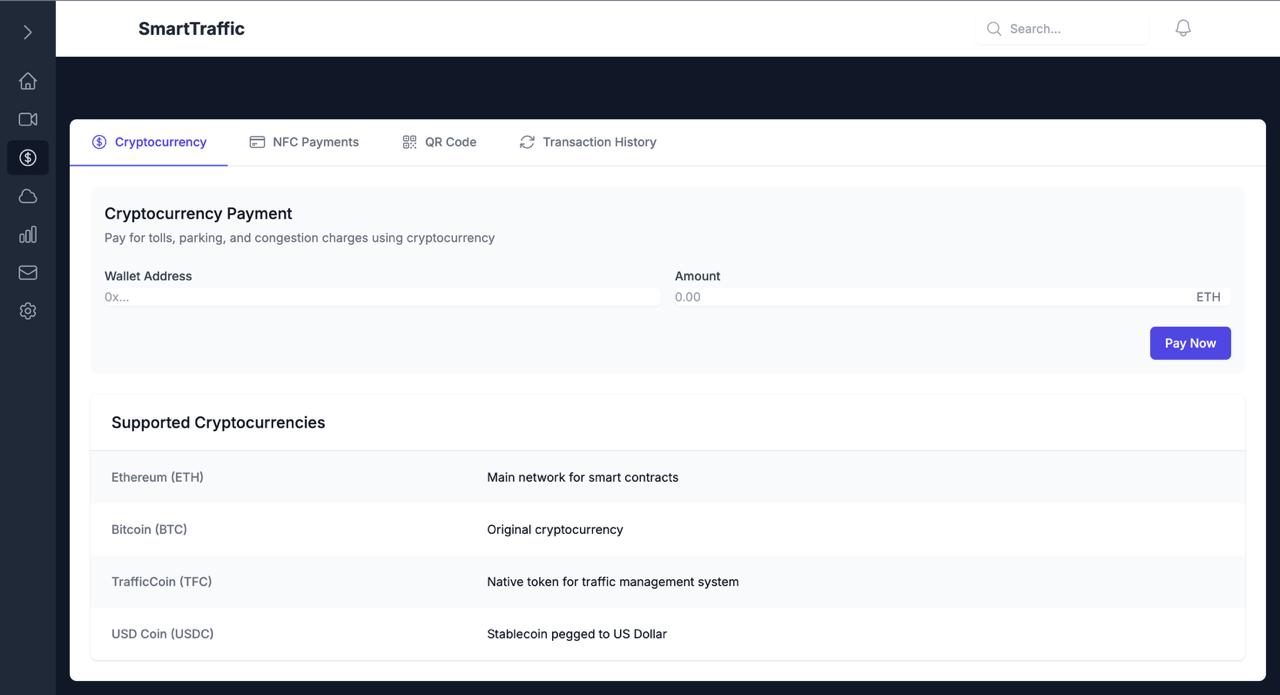 SmartTraffic
Search...
Cryptocurrency
NFC Payments
QR Code
Transaction History
Cryptocurrency Payment
Pay for tolls, parking, and congestion charges using cryptocurrency
Wallet Address
Amount
0x...
0.00
ETH
Pay Now
Supported Cryptocurrencies
Ethereum (ETH)
Main network for smart contracts
Bitcoin (BTC)
Original cryptocurrency
TrafficCoin (TFC)
Native token for traffic management system
USD Coin (USDC)
Stablecoin pegged to US Dollar